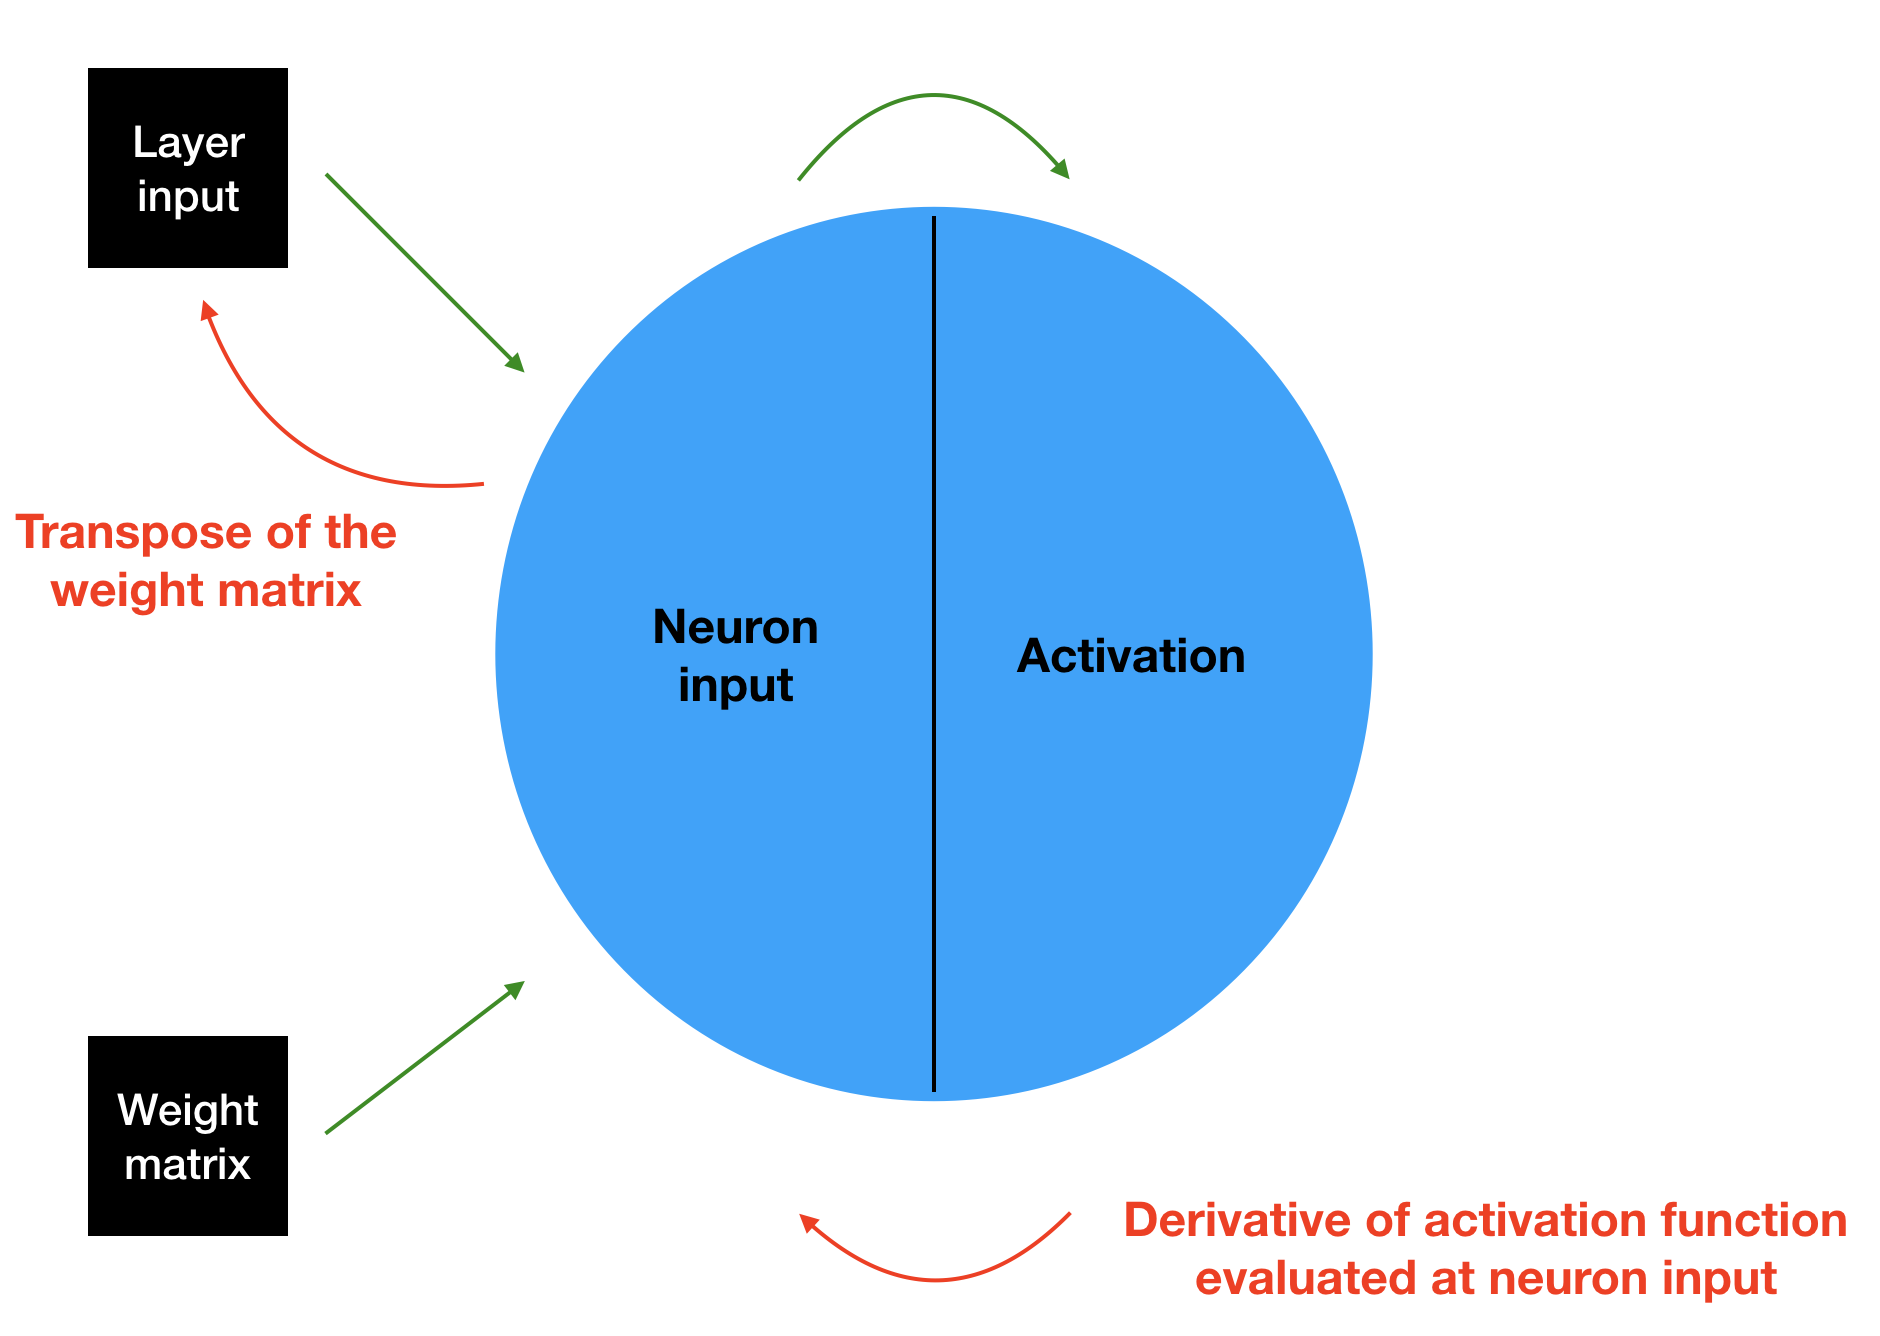 Layer
input
Transpose of the
weight matrix
Neuron
input
Activation
Weight
matrix
Derivative of activation function
evaluated at neuron input